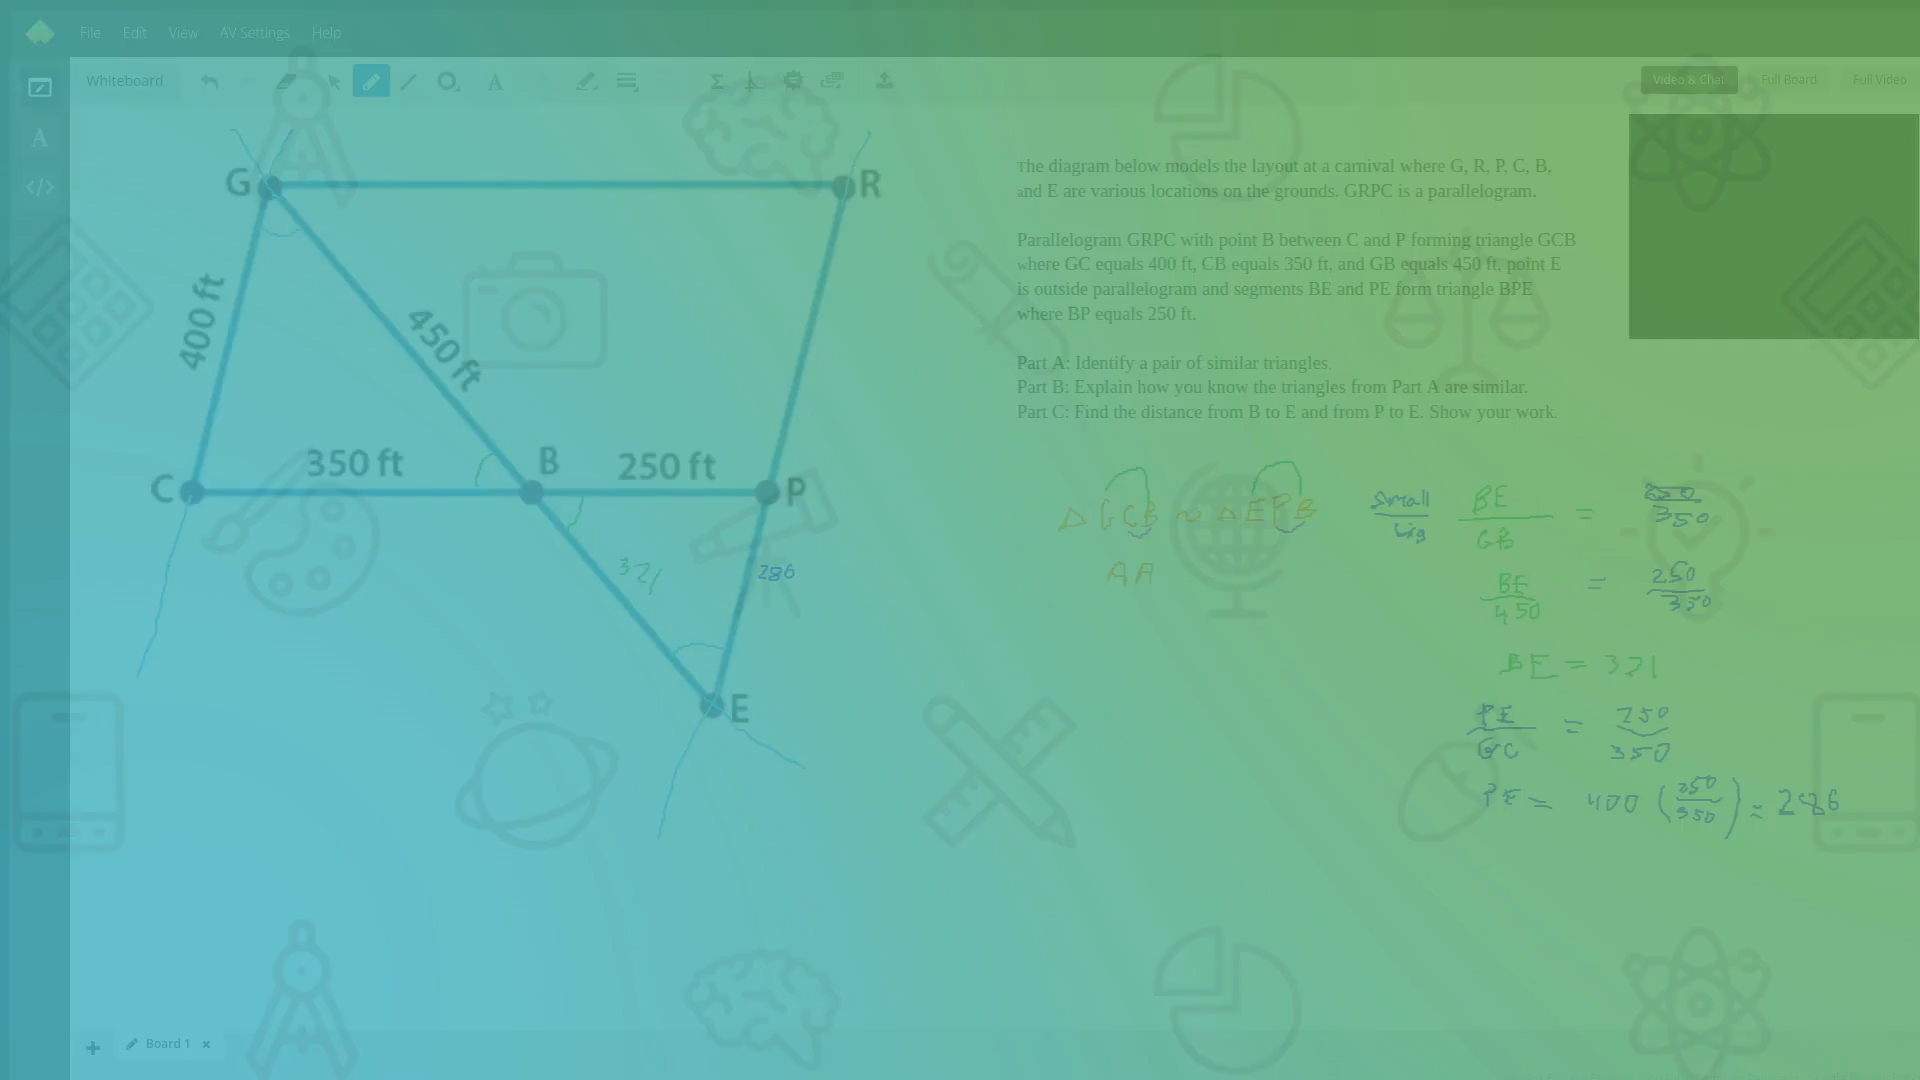 File Edit View AV Settings Help
Whiteboard
Video & Chat Full Board Full Video
G
R
400 ft
450 ft
C
350 ft
B
250 ft
P
E
321
286
The diagram below models the layout at a carnival where G, R, P, C, B,
and E are various locations on the grounds. GRPC is a parallelogram.
Parallelogram GRPC with point B between C and P forming triangle GCB
where GC equals 400 ft, CB equals 350 ft, and GB equals 450 ft, point E
is outside parallelogram and segments BE and PE form triangle BPE
where BP equals 250 ft.
Part A: Identify a pair of similar triangles.
Part B: Explain how you know the triangles from Part A are similar.
Part C: Find the distance from B to E and from P to E. Show your work.
△ GCB ~ △ EPB
AA
small
big
BE
GB
=
250
350
BE
450
=
250
350
BE = 321
PE
GC
=
250
350
PE = 400 (250/350) = 286
Board 1